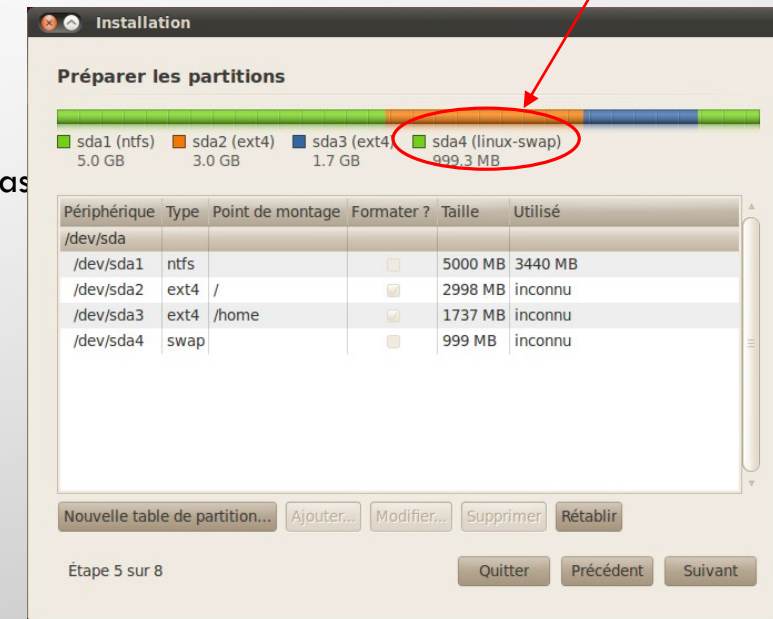 Installation
Préparer les partitions
sda1 (ntfs) sda2 (ext4) sda3 (ext4) sda4 (linux-swap)
5.0 GB 3.0 GB 1.7 GB 999.3 MB
as
Périphérique Type Point de montage Formater ? Taille Utilisé
/dev/sda
/dev/sda1 ntfs 5000 MB 3440 MB
/dev/sda2 ext4 / 2998 MB inconnu
/dev/sda3 ext4 /home 1737 MB inconnu
/dev/sda4 swap 999 MB inconnu
Nouvelle table de partition... Ajouter... Modifier... Supprimer Rétablir
Étape 5 sur 8 Quitter Précédent Suivant